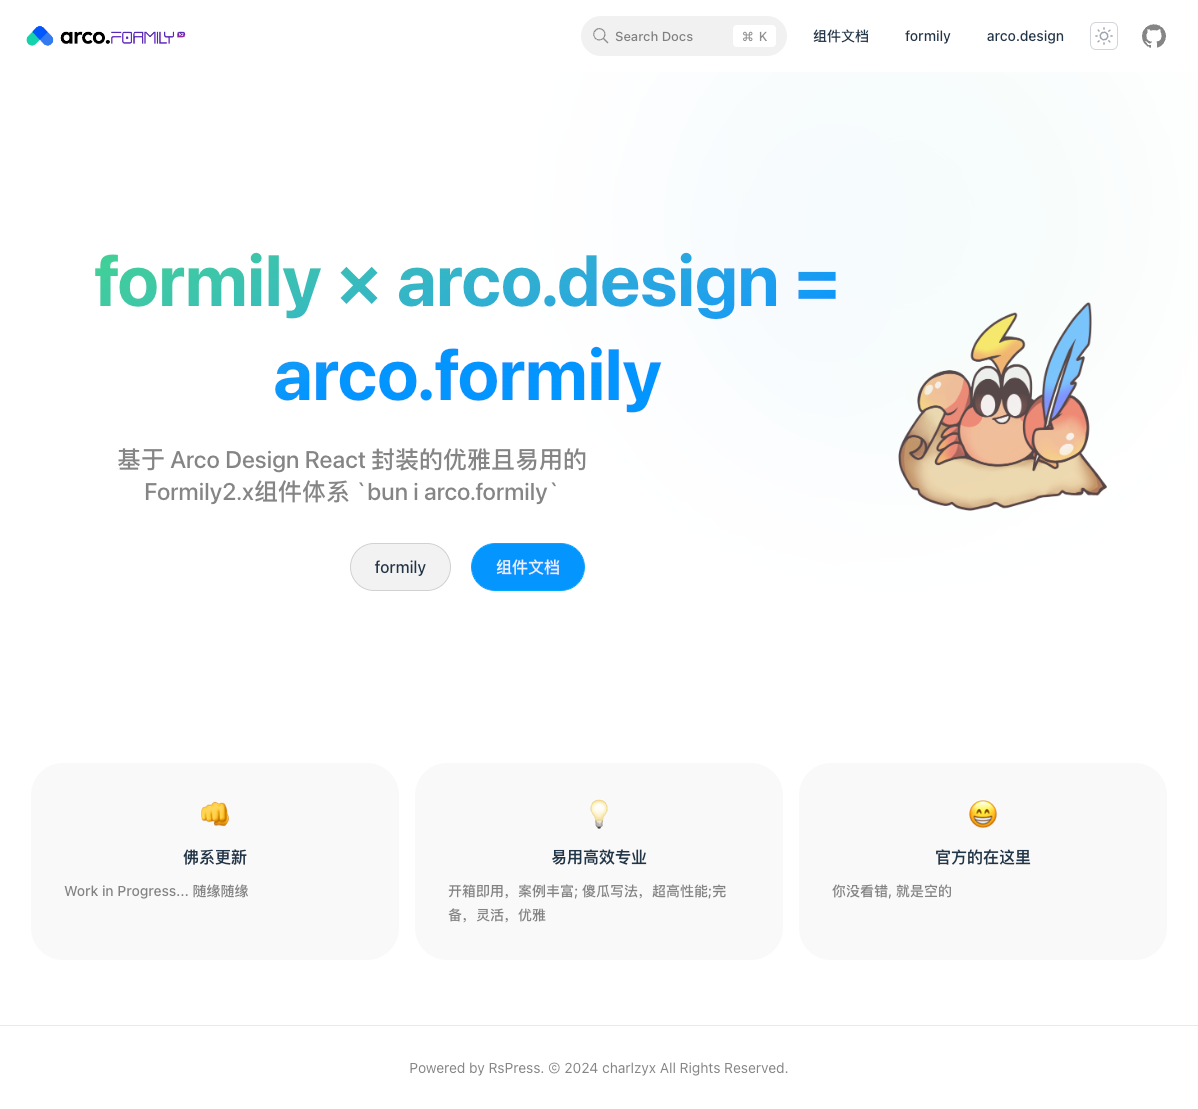 arco.FORMILY
Search Docs
⌘ K
组件文档
formily
arco.design
formily × arco.design =
arco.formily
基于 Arco Design React 封装的优雅且易用的
Formily2.x组件体系 `bun i arco.formily`
formily
组件文档
👊
佛系更新
Work in Progress... 随缘随缘
💡
易用高效专业
开箱即用，案例丰富; 傻瓜写法，超高性能;完
备，灵活，优雅
😁
官方的在这里
你没看错, 就是空的
Powered by RsPress. © 2024 charlzyx All Rights Reserved.